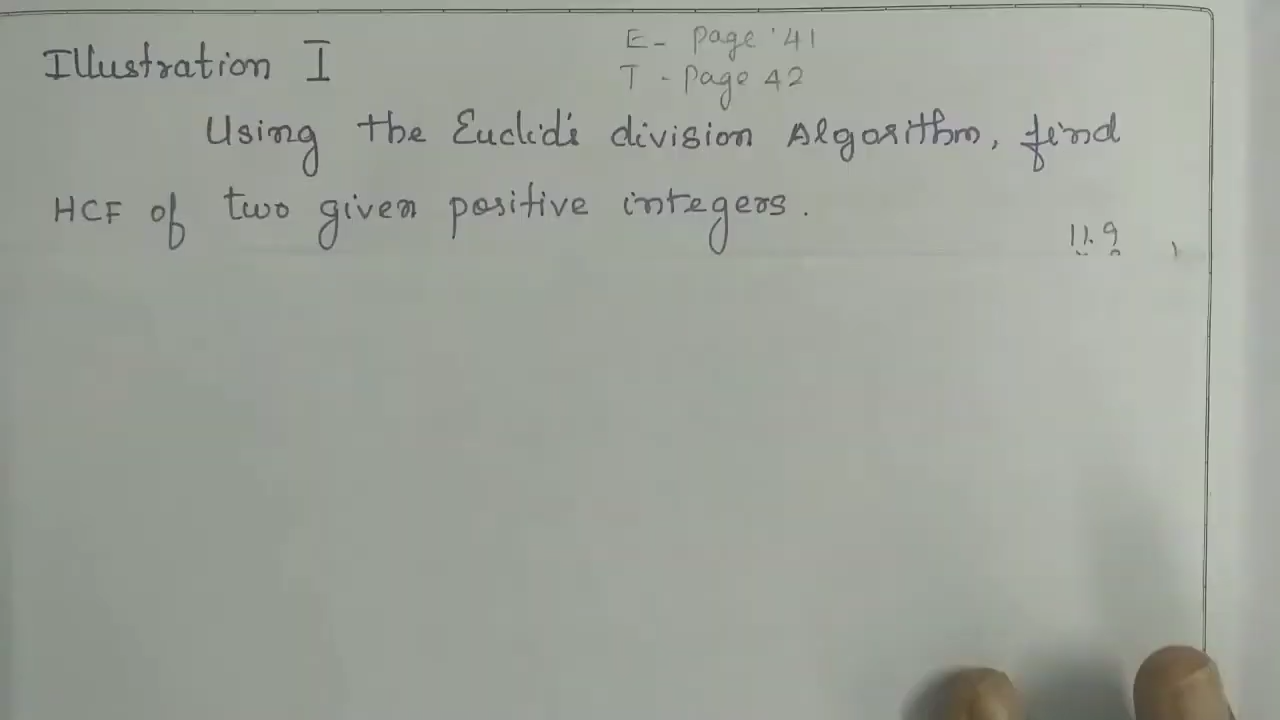 Illustration I
E - Page 41
T - Page 42
Using the Euclid's division Algorithm, find
HCF of two given positive integers.